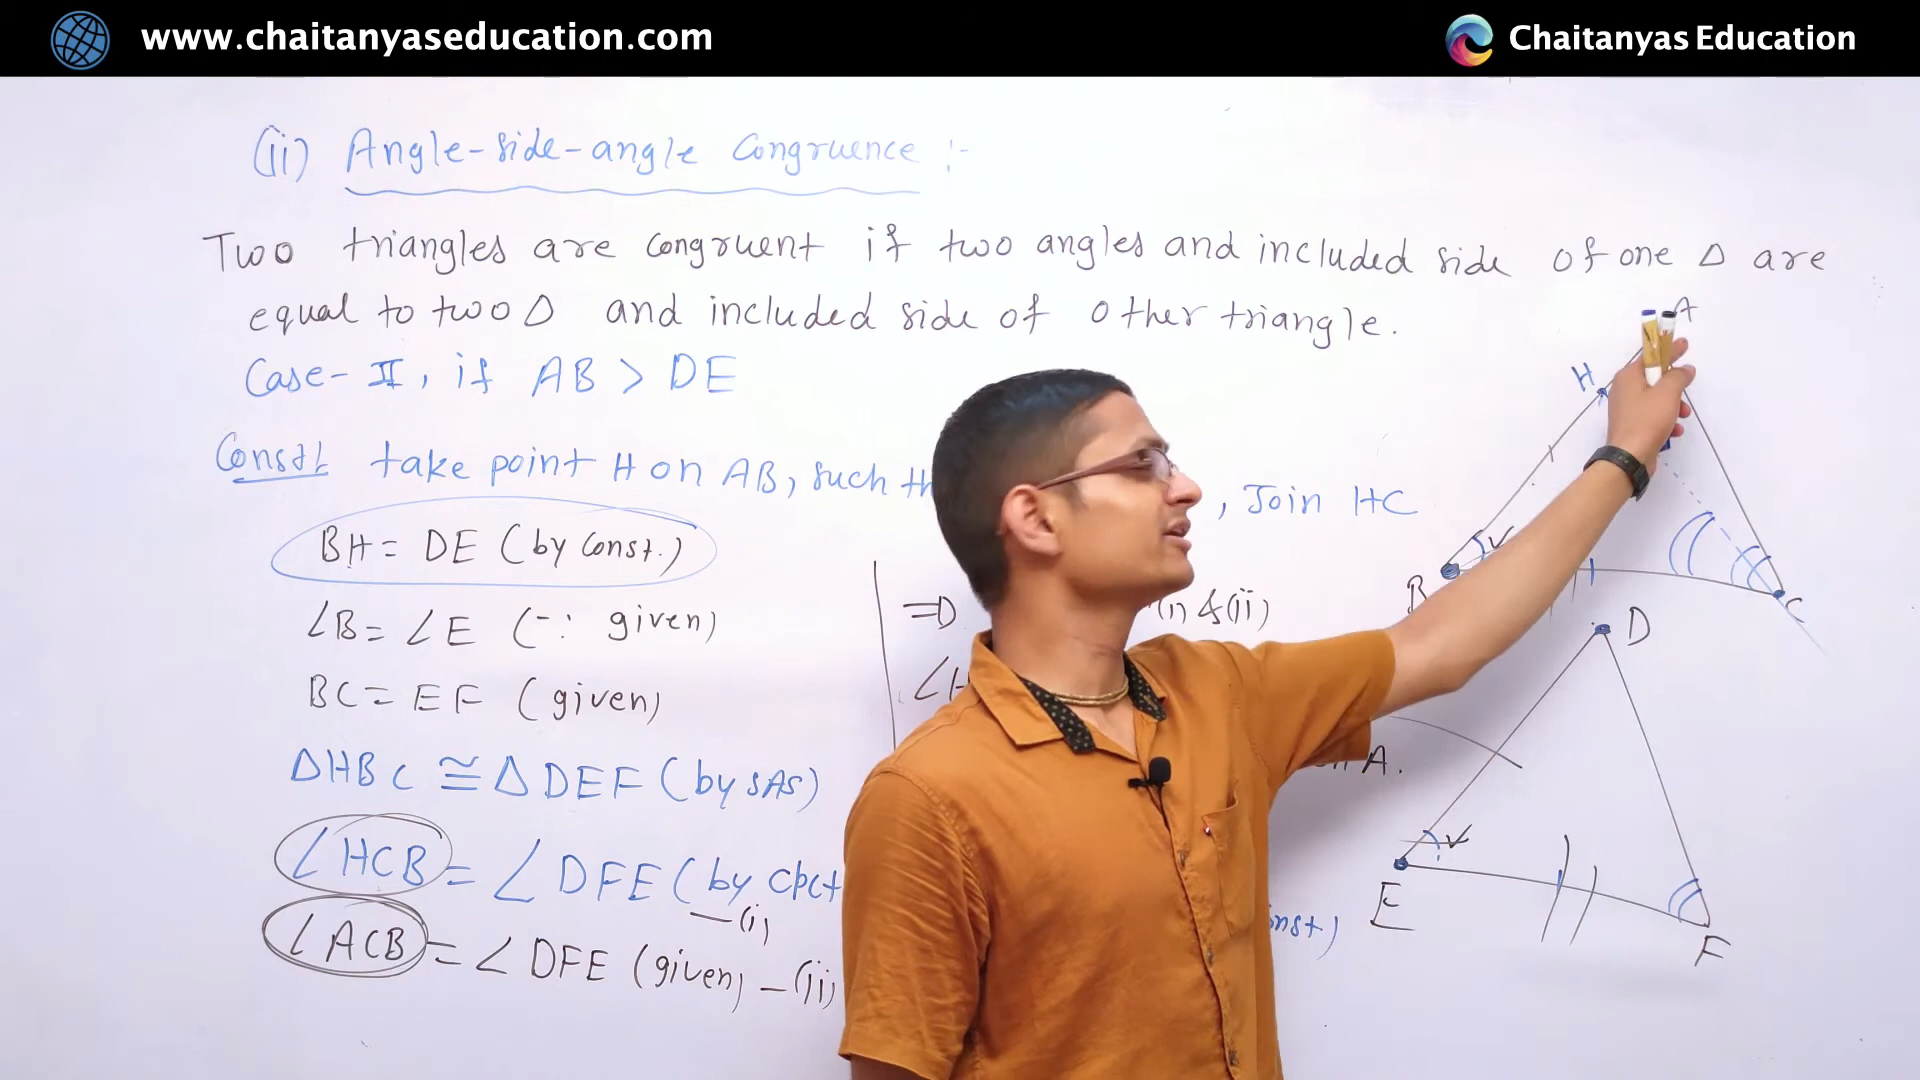 www.chaitanyaseducation.com
Chaitanyas Education
(ii) Angle-side-angle Congruence :-
Two triangles are congruent if two angles and included side of one Δ are
equal to two Δ and included side of other triangle.
Case-II, if AB > DE
Const: take point H on AB, such th , Join HC
BH = DE (by const.)
∠B = ∠E (∵ given)
BC = EF (given)
ΔHBC ≅ ΔDEF (by SAS)
∠HCB = ∠DFE (by cpct
—(i)
∠ACB = ∠DFE (given) —(ii)
⇒ (i) & (ii)
∠H
A.
nst)
A
H
B
C
D
E
F